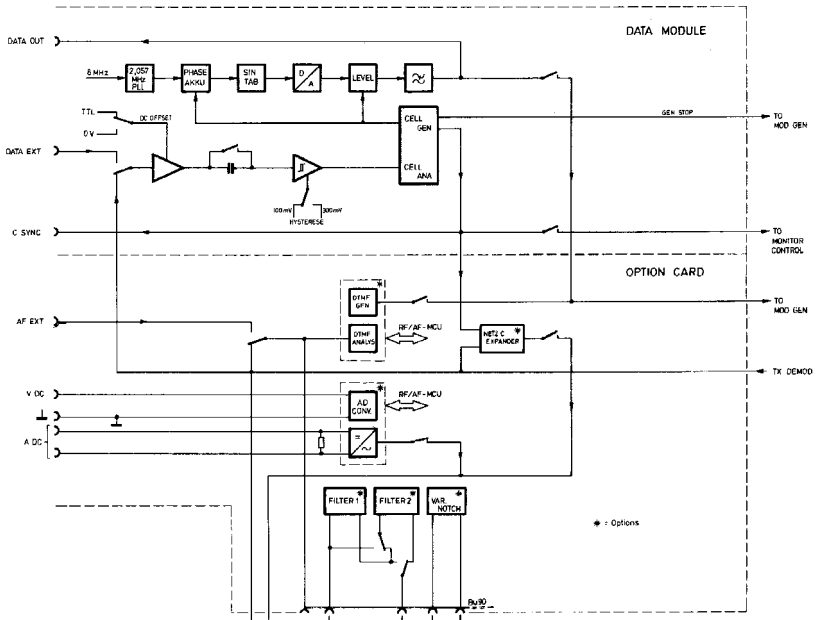 DATA MODULE
DATA OUT
8 MHz
2,057
MHz
PLL
PHASE
AKKU
SIN
TAB
D
A
LEVEL
TTL
0 V
DC OFFSET
CELL
GEN
CELL
ANA
GEN STOP
TO
MOD GEN
DATA EXT
100mV
300mV
HYSTERESE
C SYNC
TO
MONITOR
CONTROL
OPTION CARD
*
DTMF
GEN
TO
MOD GEN
AF EXT
DTMF
ANALYS
RF/AF-MCU
NETZ C *
EXPANDER
TX DEMOD
V DC
*
AD
CONV.
RF/AF-MCU
A DC
=
~
FILTER 1 *
FILTER 2 *
VAR. *
NOTCH
* = Options
Bu90